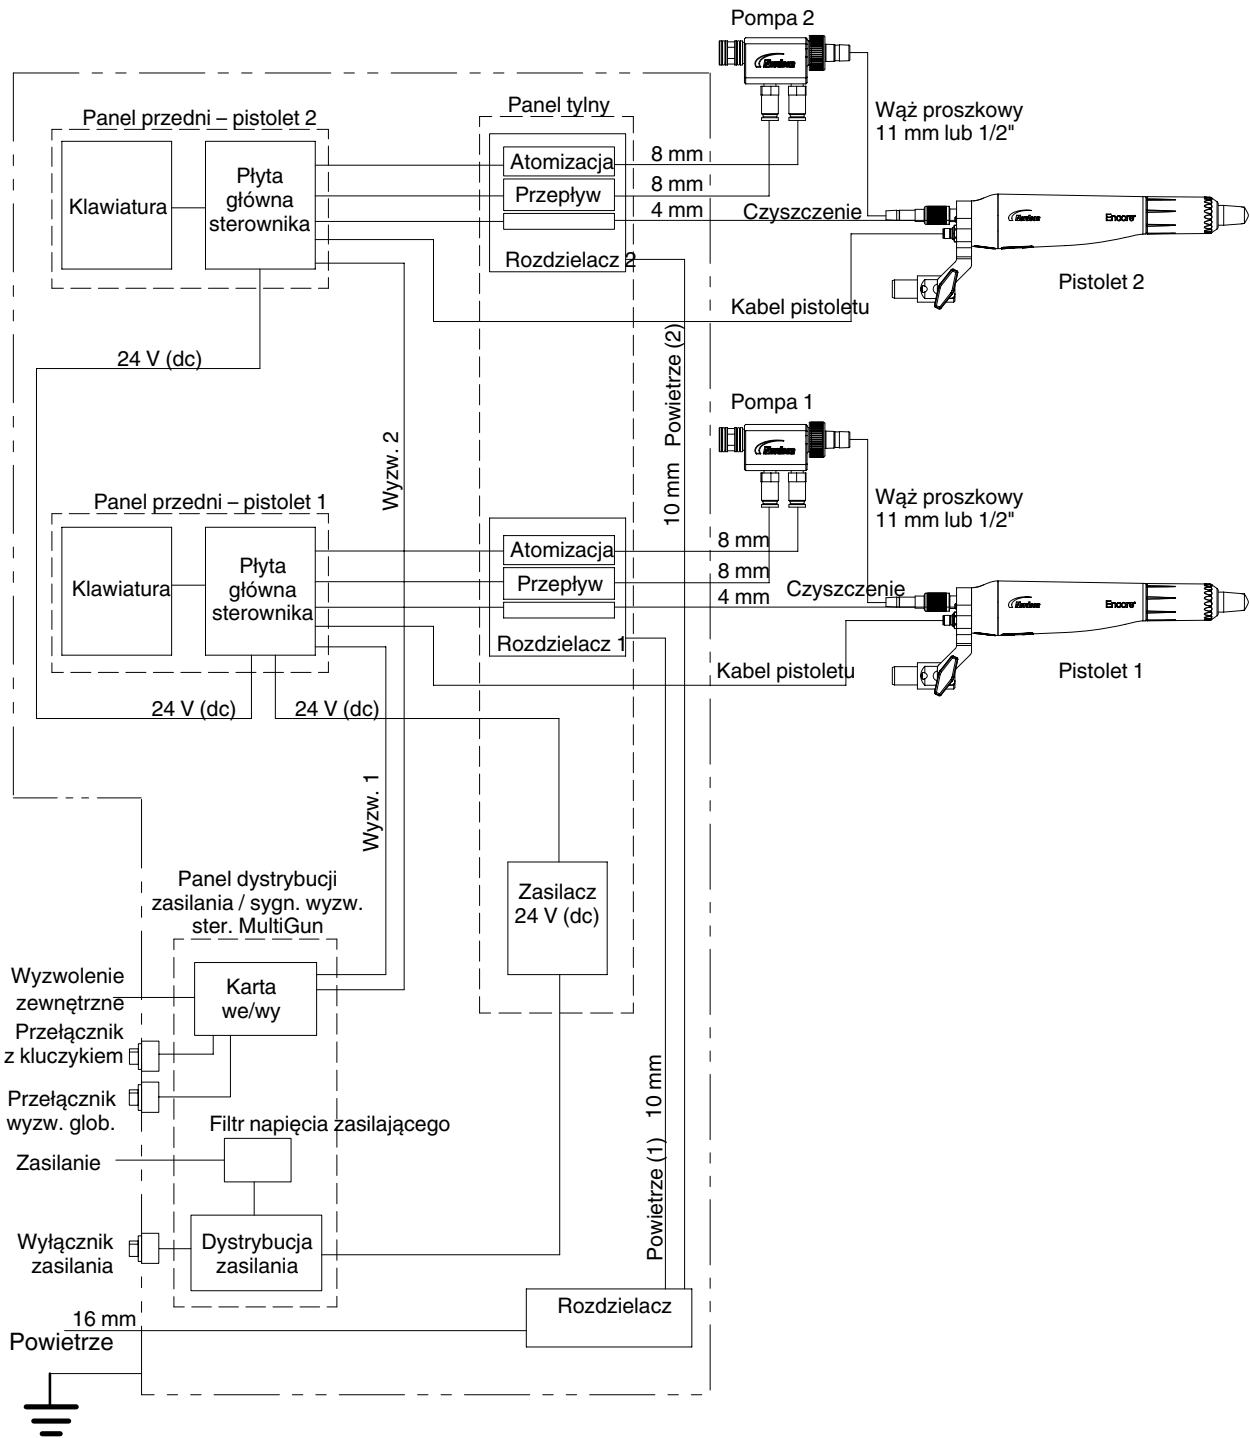 Pompa 2
Nordson
Wąż proszkowy
11 mm lub 1/2"
Panel tylny
Panel przedni – pistolet 2
Klawiatura
Płyta
główna
sterownika
Atomizacja
Przepływ
Rozdzielacz 2
8 mm
8 mm
4 mm
Czyszczenie
Nordson
Encore
Pistolet 2
Kabel pistoletu
24 V (dc)
Wyzw. 2
10 mm Powietrze (2)
Pompa 1
Nordson
Wąż proszkowy
11 mm lub 1/2"
Panel przedni – pistolet 1
Klawiatura
Płyta
główna
sterownika
Atomizacja
Przepływ
Rozdzielacz 1
8 mm
8 mm
4 mm
Czyszczenie
Nordson
Encore
Pistolet 1
Kabel pistoletu
24 V (dc)
24 V (dc)
Wyzw. 1
Panel dystrybucji
zasilania / sygn. wyzw.
ster. MultiGun
Zasilacz
24 V (dc)
Wyzwolenie
zewnętrzne
Karta
we/wy
Przełącznik
z kluczykiem
Przełącznik
wyzw. glob.
Filtr napięcia zasilającego
Zasilanie
Wyłącznik
zasilania
Dystrybucja
zasilania
Powietrze (1) 10 mm
Rozdzielacz
16 mm
Powietrze